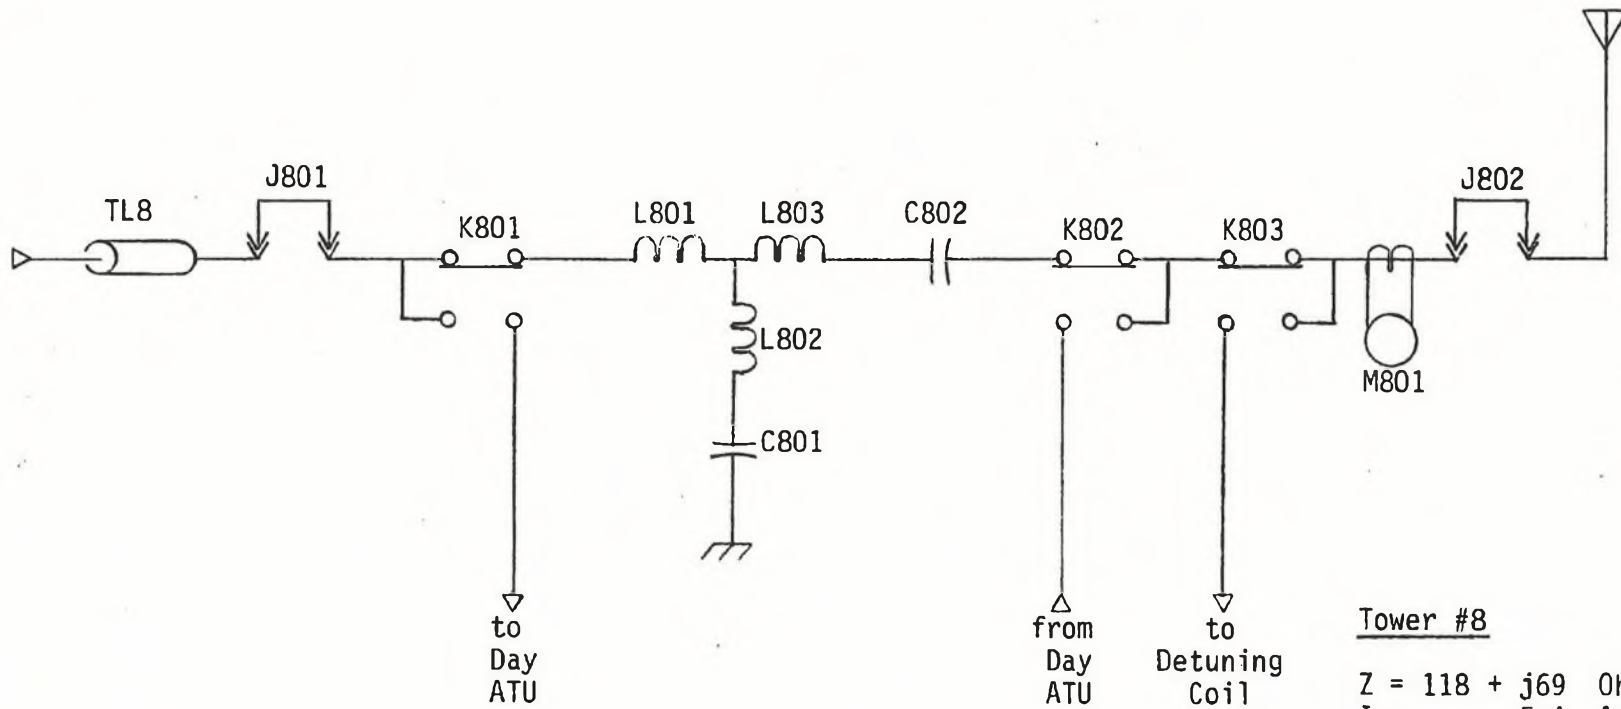 J801
J802
TL8
K801
L801
L803
C802
K802
K803
L802
M801
C801
to
Day
ATU
from
Day
ATU
to
Detuning
Coil
Tower #8
Z = 118 + j69